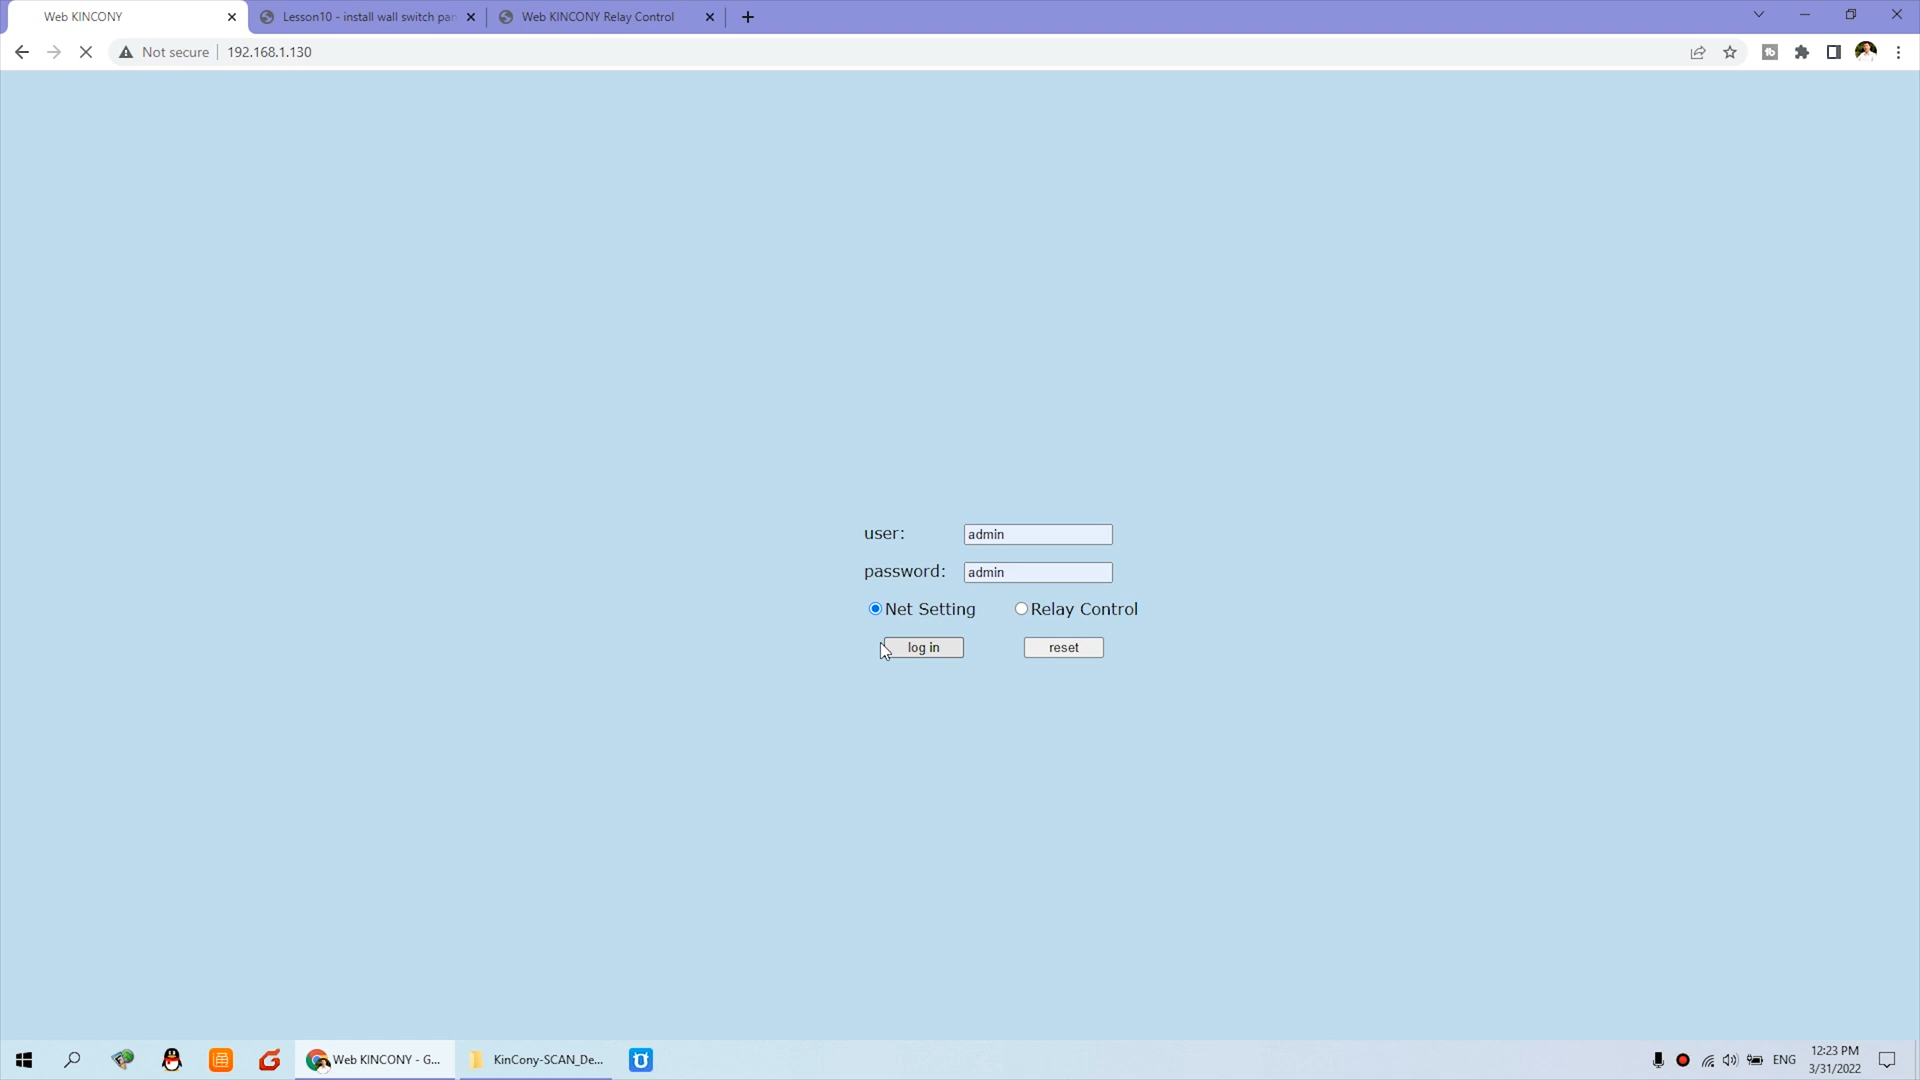 Web KINCONY
Lesson10 - install wall switch pan
Web KINCONY Relay Control
Not secure
192.168.1.130
user:
admin
password:
admin
Net Setting
Relay Control
log in
reset
Web KINCONY - G...
KinCony-SCAN_De...
ENG
12:23 PM
3/31/2022